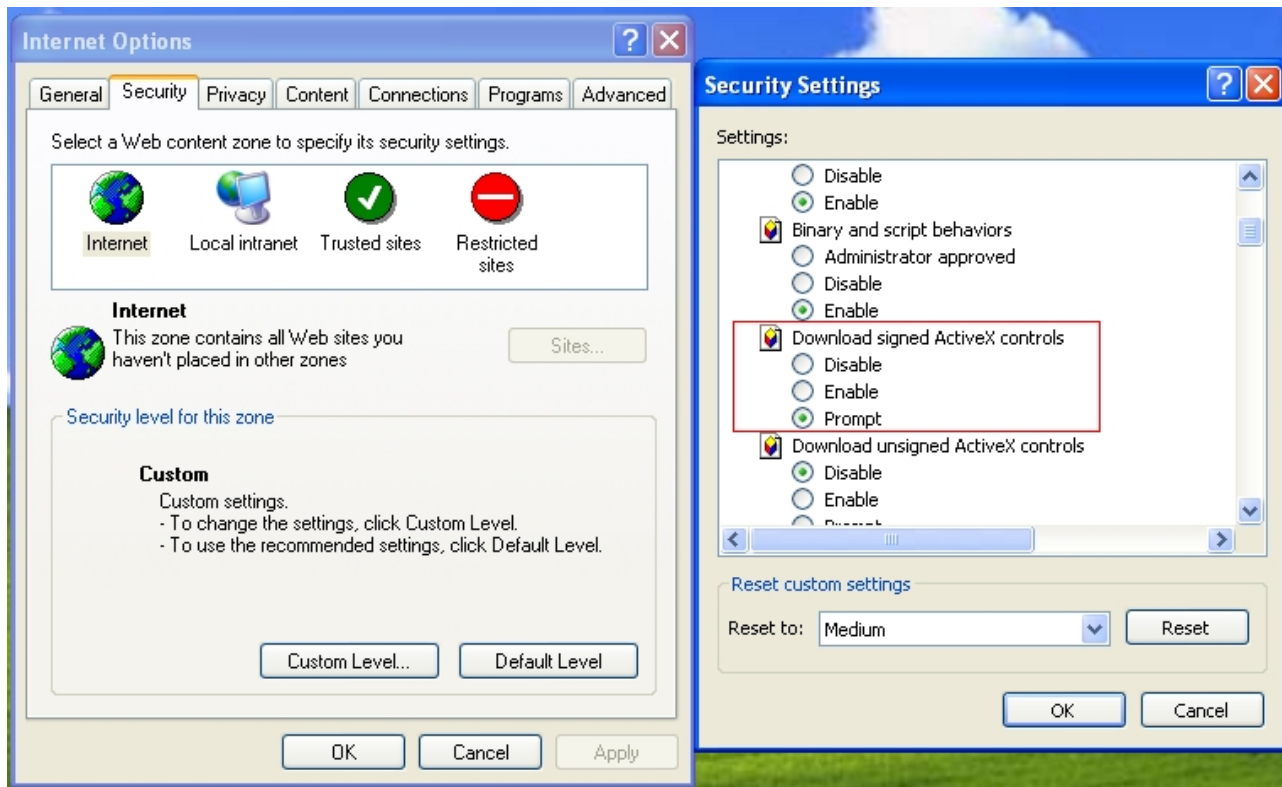 Internet Options
General Security Privacy Content Connections Programs Advanced
Select a Web content zone to specify its security settings.
Internet Local intranet Trusted sites Restricted sites
Internet
This zone contains all Web sites you
haven't placed in other zones
Sites...
Security level for this zone
Custom
Custom settings.
- To change the settings, click Custom Level.
- To use the recommended settings, click Default Level.
Custom Level... Default Level
OK Cancel Apply
Security Settings
Settings:
Disable
Enable
Binary and script behaviors
Administrator approved
Disable
Enable
Download signed ActiveX controls
Disable
Enable
Prompt
Download unsigned ActiveX controls
Disable
Enable
Reset custom settings
Reset to: Medium Reset
OK Cancel